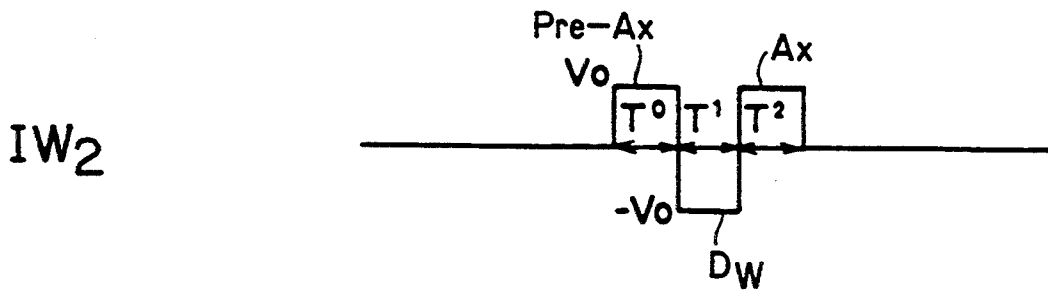 Pre-Ax
Ax
Vo
T⁰ T¹ T²
IW₂
-Vo
Dw